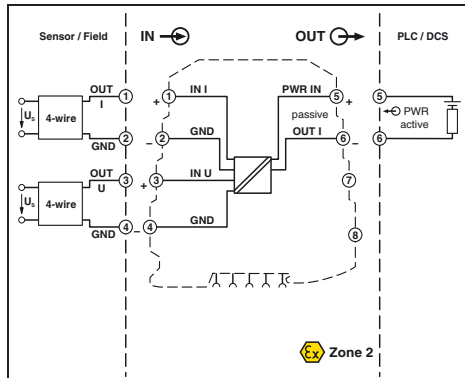 Sensor / Field
IN
OUT
PLC / DCS
OUT
I
1
+
1
IN I
PWR IN
5
+
5
Us
4-wire
passive
PWR
active
GND
2
−
2
GND
OUT I
6
−
6
OUT
U
3
+
3
IN U
7
Us
4-wire
GND
4
−
4
GND
8
Ex
Zone 2